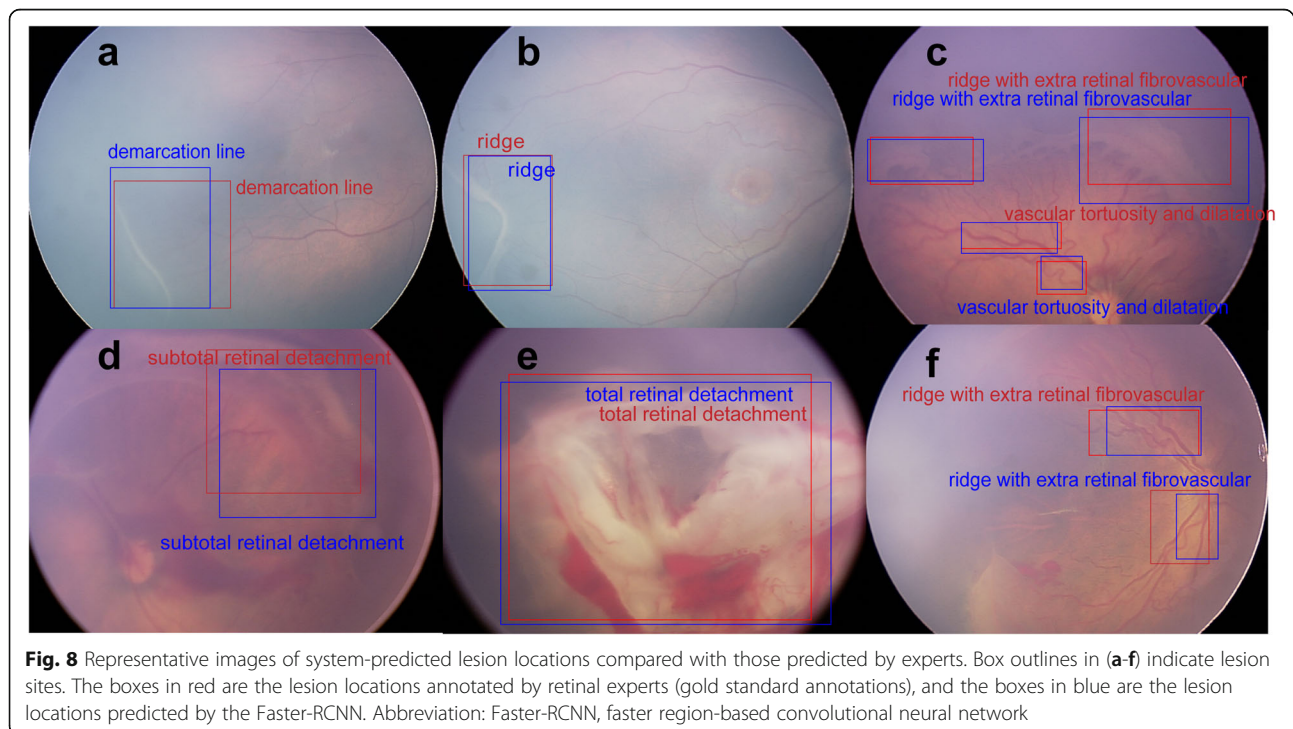 a
demarcation line
demarcation line
b
ridge
ridge
c
ridge with extra retinal fibrovascular
ridge with extra retinal fibrovascular
vascular tortuosity and dilatation
vascular tortuosity and dilatation
d
subtotal retinal detachment
subtotal retinal detachment
e
total retinal detachment
total retinal detachment
f
ridge with extra retinal fibrovascular
ridge with extra retinal fibrovascular
Fig. 8 Representative images of system-predicted lesion locations compared with those predicted by experts. Box outlines in (a-f) indicate lesion
sites. The boxes in red are the lesion locations annotated by retinal experts (gold standard annotations), and the boxes in blue are the lesion
locations predicted by the Faster-RCNN. Abbreviation: Faster-RCNN, faster region-based convolutional neural network